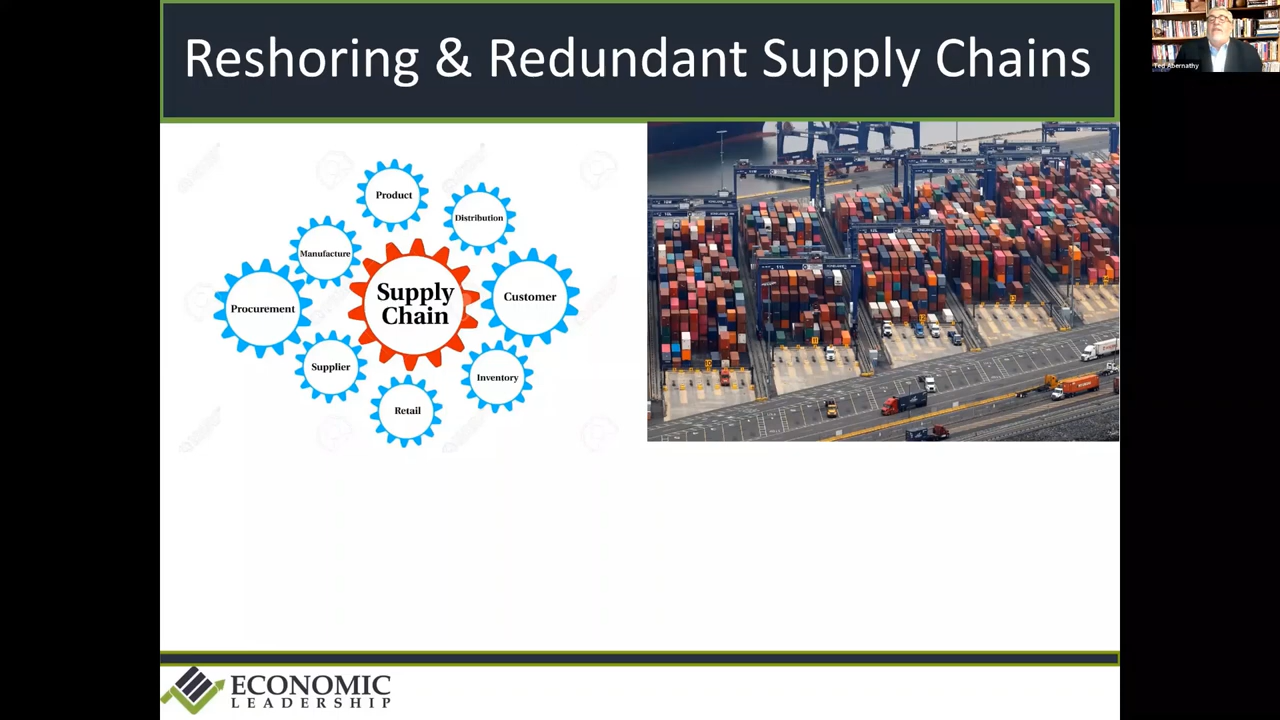 Reshoring & Redundant Supply Chains
Ted Abernathy
Product
Distribution
Manufacture
Supply
Chain
Customer
Procurement
Supplier
Inventory
Retail
ECONOMIC
LEADERSHIP